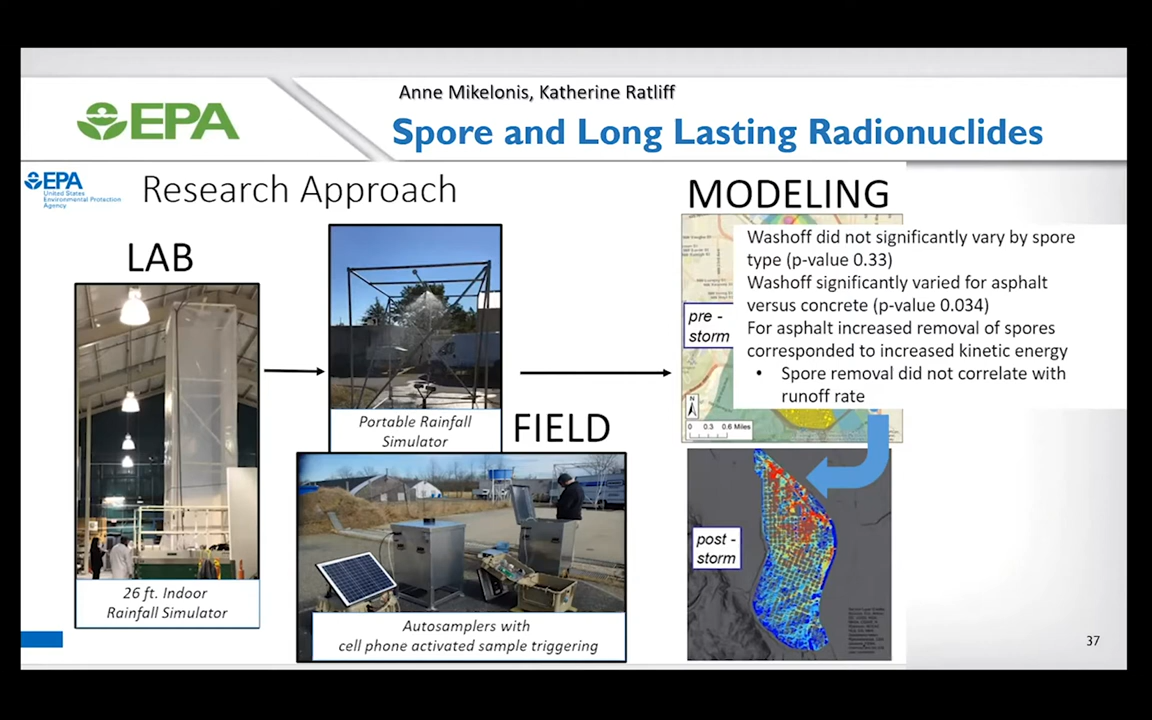 Anne Mikelonis, Katherine Ratliff
EPA
Spore and Long Lasting Radionuclides
EPA
United States
Environmental Protection
Agency
Research Approach
MODELING
LAB
Washoff did not significantly vary by spore
type (p-value 0.33)
Washoff significantly varied for asphalt
versus concrete (p-value 0.034)
For asphalt increased removal of spores
corresponded to increased kinetic energy
• Spore removal did not correlate with
runoff rate
pre -
storm
N
0 0.3 0.6 Miles
Portable Rainfall
Simulator
FIELD
post -
storm
26 ft. Indoor
Rainfall Simulator
Autosamplers with
cell phone activated sample triggering
37